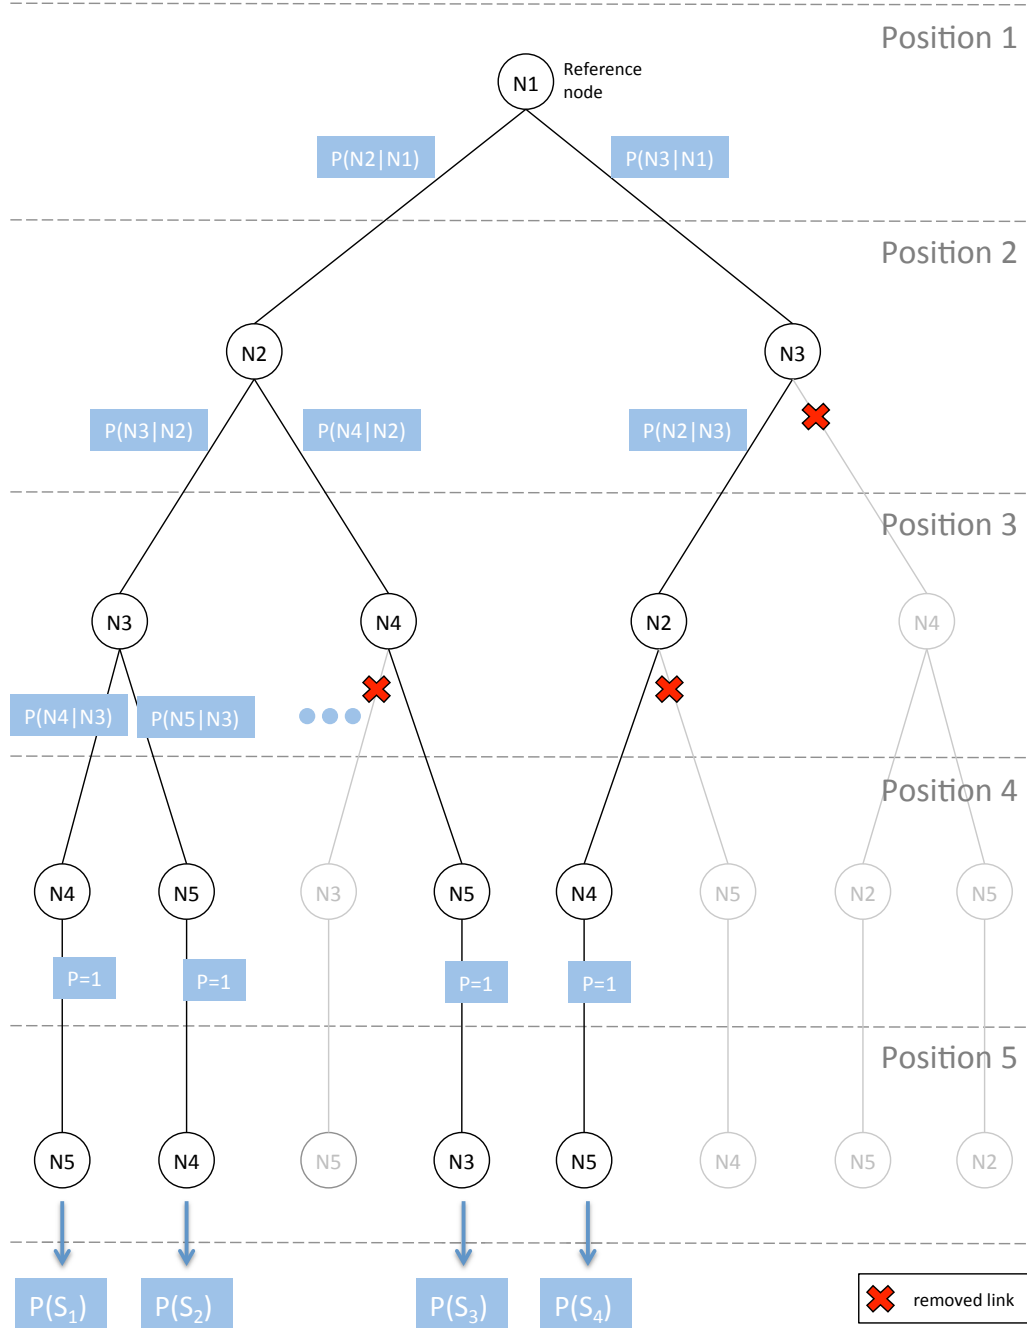 Position 1
N1
Reference
node
P(N2|N1)
P(N3|N1)
Position 2
N2
N3
P(N3|N2)
P(N4|N2)
P(N2|N3)
Position 3
N3
N4
N2
N4
P(N4|N3)
P(N5|N3)
Position 4
N4
N5
N3
N5
N4
N5
N2
N5
P=1
P=1
P=1
P=1
Position 5
N5
N4
N5
N3
N5
N4
N5
N2
P(S₁)
P(S₂)
P(S₃)
P(S₄)
removed link